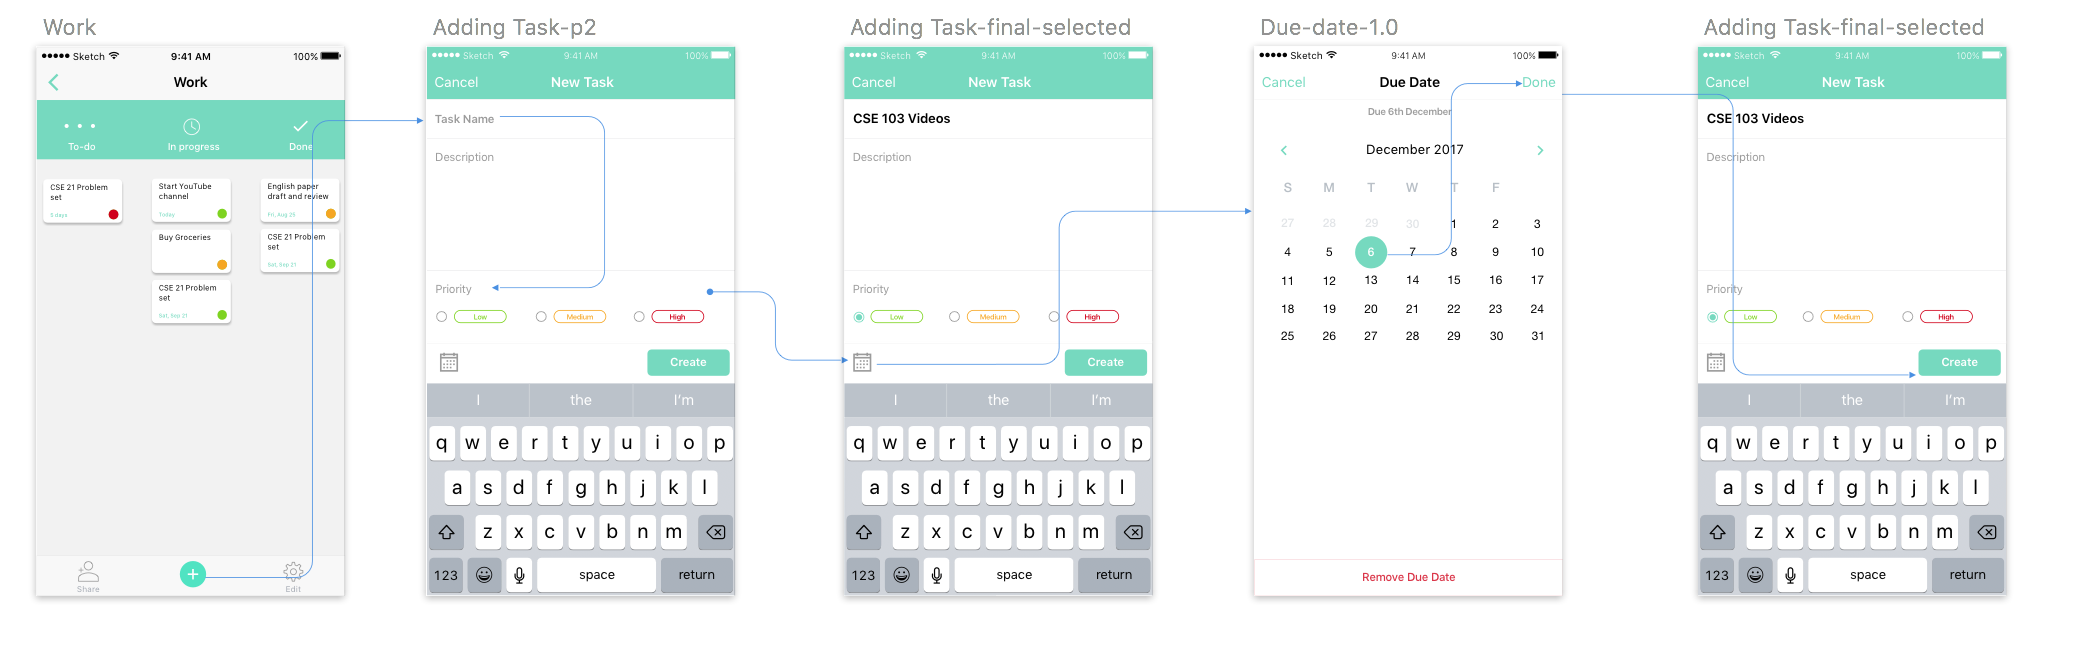 Work
Sketch 9:41 AM 100%
Work
To-do In progress Done
CSE 21 Problem
set
5 days
Start YouTube
channel
Today
Buy Groceries
CSE 21 Problem
set
Sat, Sep 21
English paper
draft and review
Fri, Aug 25
CSE 21 Problem
set
Sat, Sep 21
Share Edit
Adding Task-p2
Sketch 9:41 AM 100%
Cancel New Task
Task Name
Description
Priority
Low Medium High
Create
I the I'm
q w e r t y u i o p
a s d f g h j k l
z x c v b n m
123 space return
Adding Task-final-selected
Sketch 9:41 AM 100%
Cancel New Task
CSE 103 Videos
Description
Priority
Low Medium High
Create
I the I'm
q w e r t y u i o p
a s d f g h j k l
z x c v b n m
123 space return
Due-date-1.0
Sketch 9:41 AM 100%
Cancel Due Date Done
Due 6th December
December 2017
S M T W T F
27 28 29 30 1 2 3
4 5 6 7 8 9 10
11 12 13 14 15 16 17
18 19 20 21 22 23 24
25 26 27 28 29 30 31
Remove Due Date
Adding Task-final-selected
Sketch 9:41 AM 100%
Cancel New Task
CSE 103 Videos
Description
Priority
Low Medium High
Create
I the I'm
q w e r t y u i o p
a s d f g h j k l
z x c v b n m
123 space return